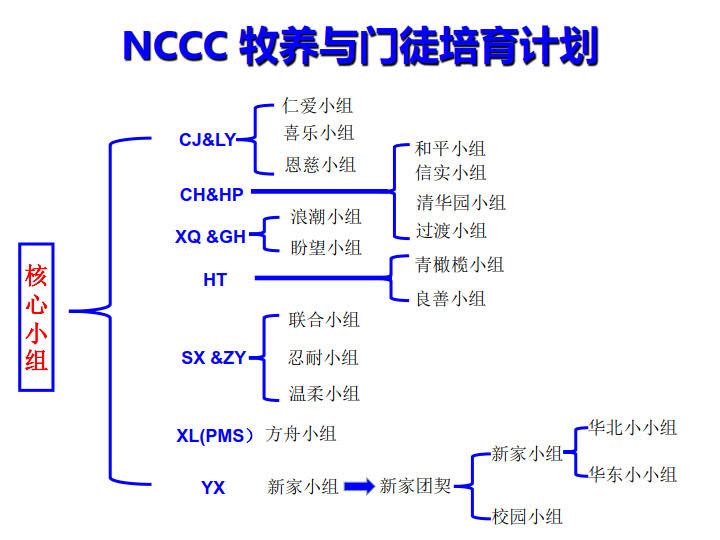 NCCC 牧养与门徒培育计划
核心小组
CJ&LY
仁爱小组
喜乐小组
恩慈小组
CH&HP
和平小组
信实小组
清华园小组
过渡小组
XQ &GH
浪潮小组
盼望小组
HT
青橄榄小组
良善小组
SX &ZY
联合小组
忍耐小组
温柔小组
XL(PMS）
方舟小组
YX
新家小组
新家团契
新家小组
华北小小组
华东小小组
校园小组